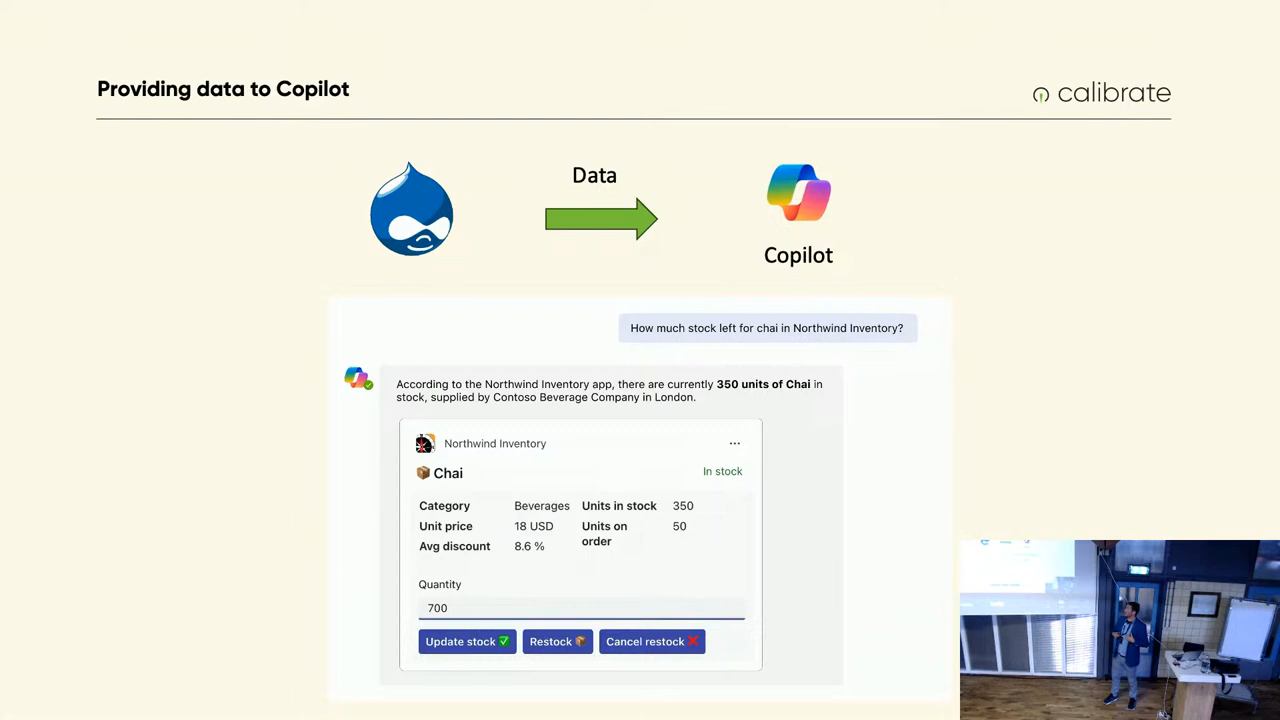 Providing data to Copilot
calibrate
Data
Copilot
How much stock left for chai in Northwind Inventory?
According to the Northwind Inventory app, there are currently 350 units of Chai in
stock, supplied by Contoso Beverage Company in London.
Northwind Inventory
...
Chai
In stock
Category Beverages Units in stock 350
Unit price 18 USD Units on 50
order
Avg discount 8.6 %
Quantity
700
Update stock Restock Cancel restock